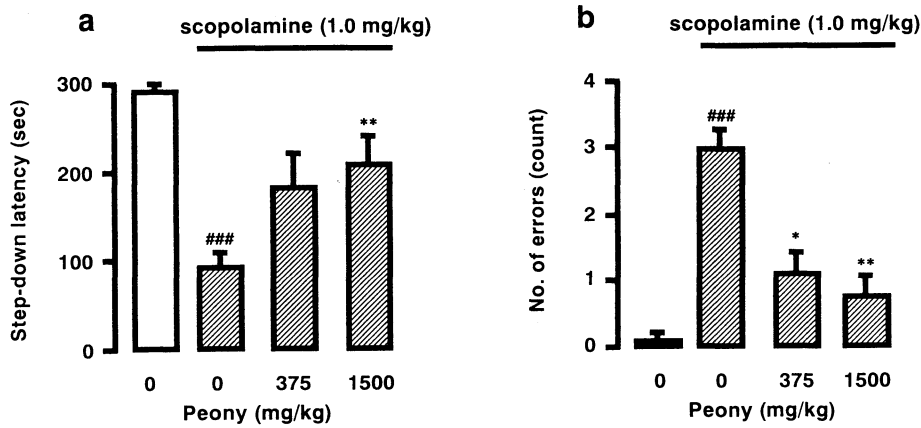 a
scopolamine (1.0 mg/kg)
Step-down latency (sec)
300
200
100
0
###
**
0 0 375 1500
Peony (mg/kg)
b
scopolamine (1.0 mg/kg)
No. of errors (count)
4
3
2
1
0
###
*
**
0 0 375 1500
Peony (mg/kg)